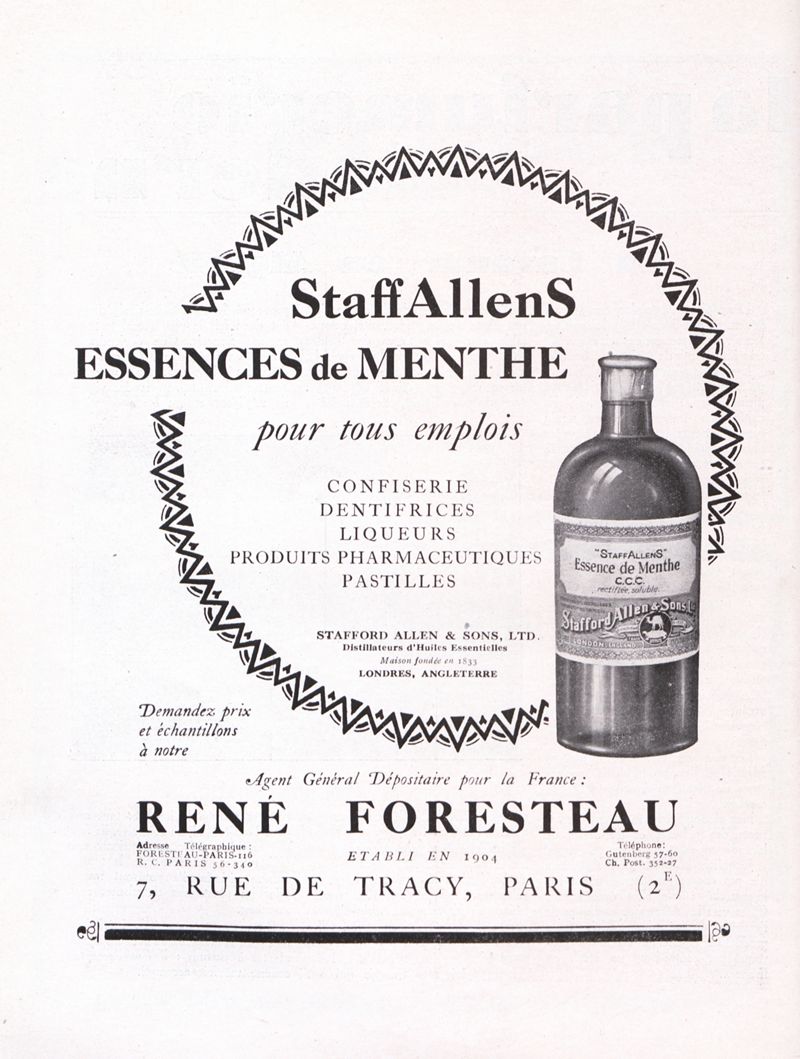 StaffAllenS
ESSENCES de MENTHE
pour tous emplois
CONFISERIE
DENTIFRICES
LIQUEURS
PRODUITS PHARMACEUTIQUES
PASTILLES
"STAFFALLENS"
Essence de Menthe
C.C.C.
rectifiée, soluble.
Stafford Allen & Sons Ltd
LONDON, ENGLAND
STAFFORD ALLEN & SONS, LTD.
Distillateurs d'Huiles Essentielles
Maison fondée en 1833
LONDRES, ANGLETERRE
Demandez prix
et échantillons
à notre
Agent Général Dépositaire pour la France :
RENÉ FORESTEAU
Adresse Télégraphique :
FORESTEAU-PARIS-116
R. C. PARIS 56-340
ETABLI EN 1904
Téléphone:
Gutenberg 57-60
Ch. Post. 352-27
7, RUE DE TRACY, PARIS (2E)